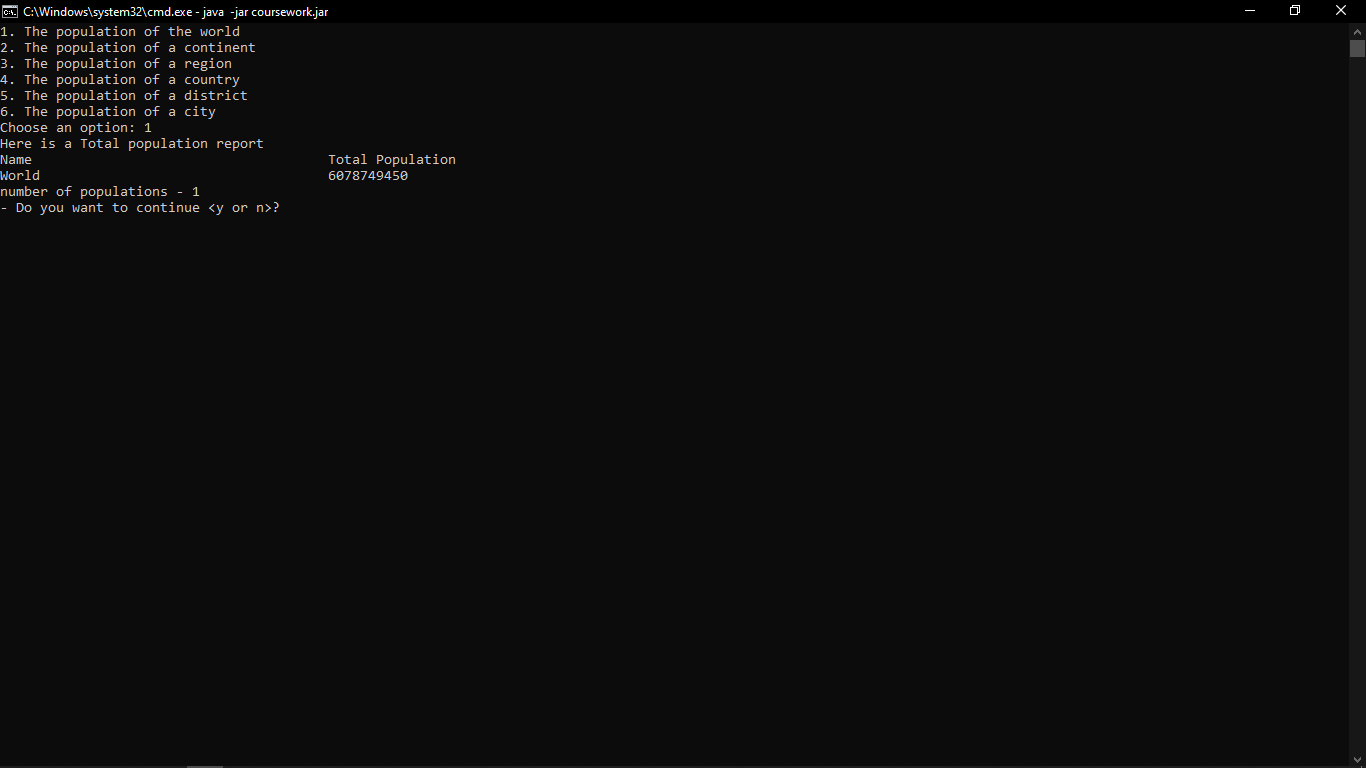 C:\Windows\system32\cmd.exe - java  -jar coursework.jar
1. The population of the world
2. The population of a continent
3. The population of a region
4. The population of a country
5. The population of a district
6. The population of a city
Choose an option: 1
Here is a Total population report
Name                                     Total Population
World                                    6078749450
number of populations - 1
- Do you want to continue <y or n>?